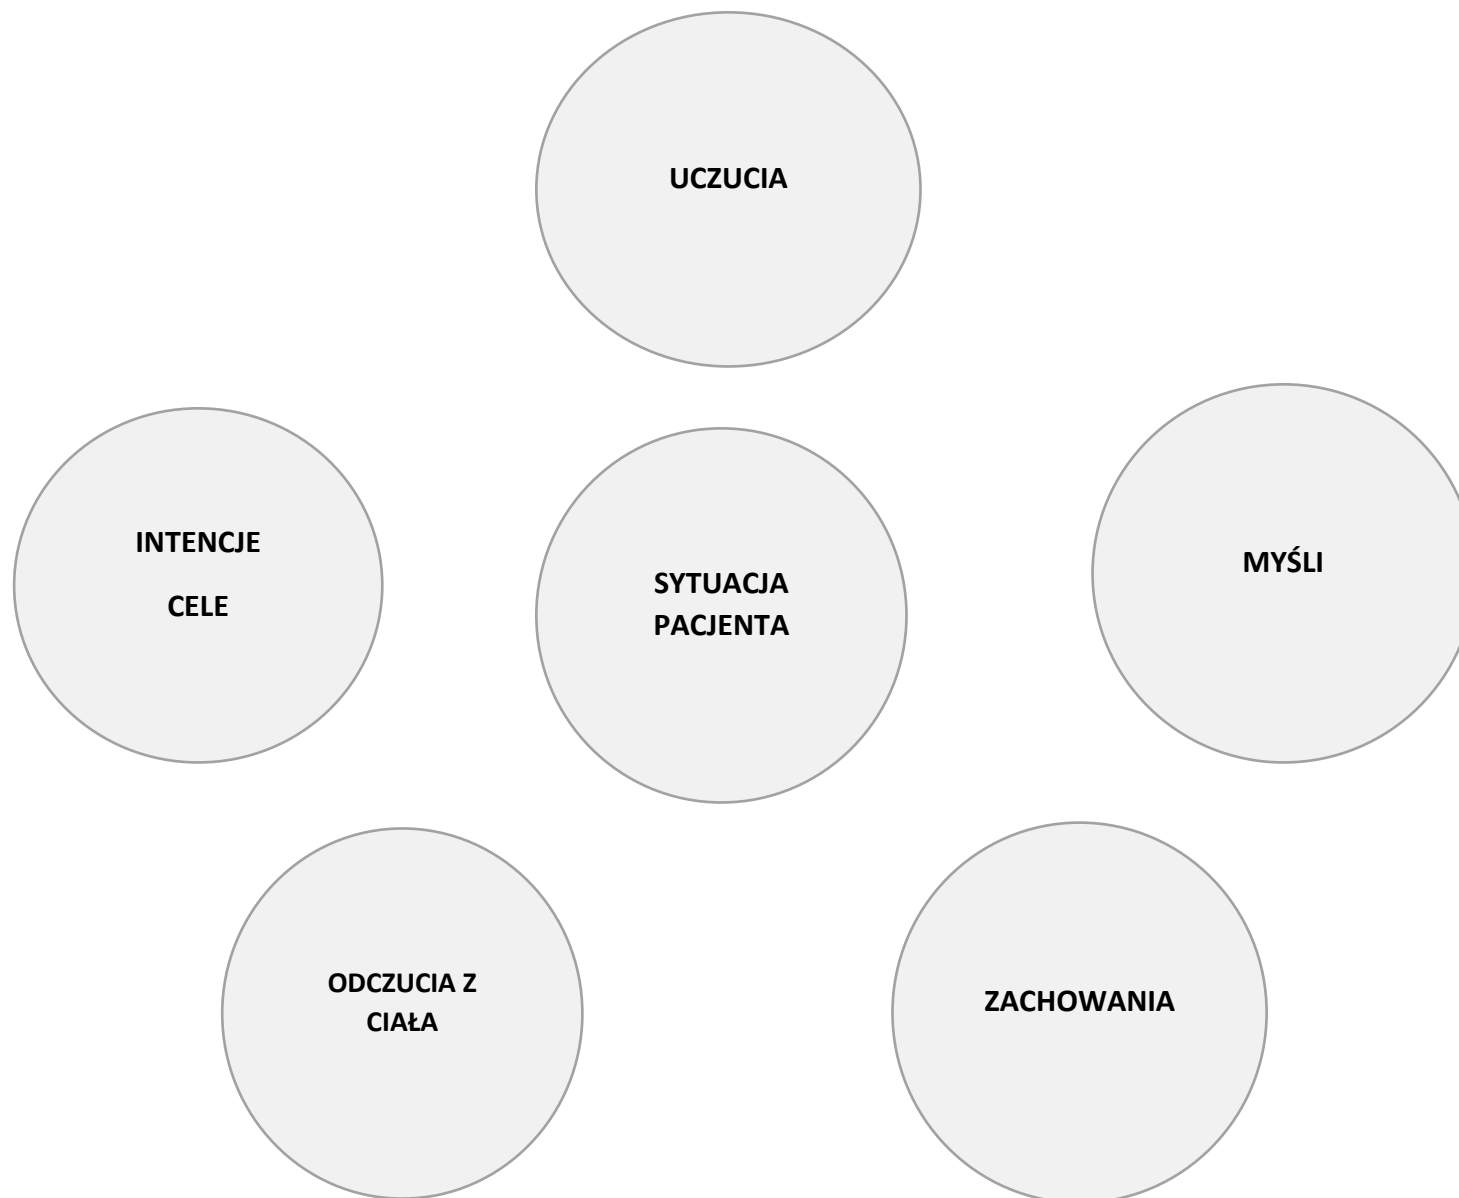 UCZUCIA
INTENCJE
CELE
SYTUACJA
PACJENTA
MYŚLI
ODCZUCIA Z
CIAŁA
ZACHOWANIA